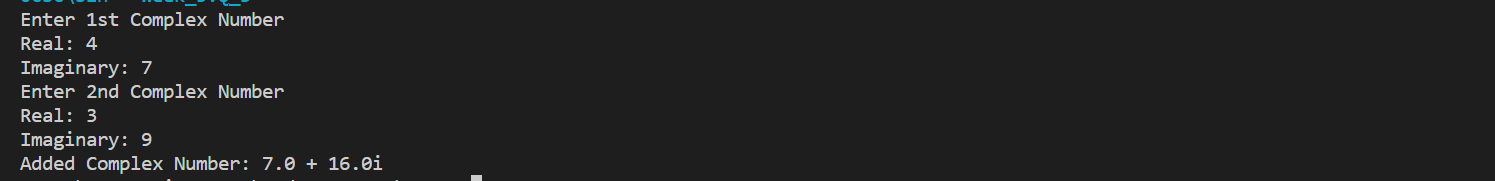 Enter 1st Complex Number
Real: 4
Imaginary: 7
Enter 2nd Complex Number
Real: 3
Imaginary: 9
Added Complex Number: 7.0 + 16.0i